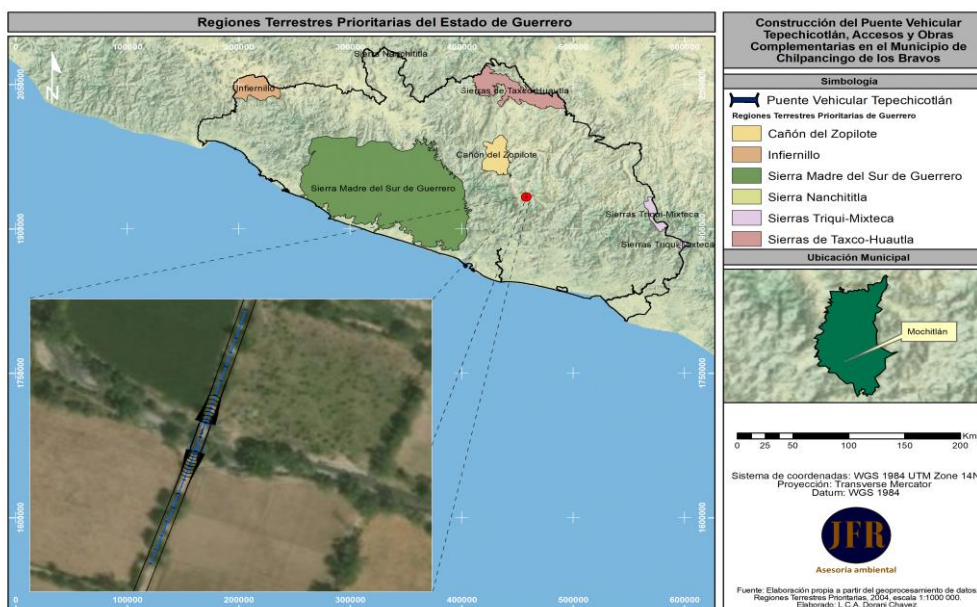 Regiones Terrestres Prioritarias del Estado de Guerrero
100000 200000 300000 400000 500000 600000
2050000
1900000
1750000
1600000
2050000
1900000
1750000
1600000
N
Sierra Nanchititla
Infiernillo
Sierras de Taxco-Huautla
Cañón del Zopilote
Sierra Madre del Sur de Guerrero
Sierras Triqui-Mixteca
Sierras Triqui-Mixteca
100000 200000 300000 400000 500000 600000
Construcción del Puente Vehicular
Tepechicotlán, Accesos y Obras
Complementarias en el Municipio de
Chilpancingo de los Bravos
Simbología
Puente Vehicular Tepechicotlán
Regiones Terrestres Prioritarias de Guerrero
Cañón del Zopilote
Infiernillo
Sierra Madre del Sur de Guerrero
Sierra Nanchititla
Sierras Triqui-Mixteca
Sierras de Taxco-Huautla
Ubicación Municipal
Mochitlán
0 25 50 100 150 200
Km
Sistema de coordenadas: WGS 1984 UTM Zone 14N
Proyección: Transverse Mercator
Datum: WGS 1984
JFR
Asesoría ambiental
Fuente: Elaboración propia a partir del geoprocesamiento de datos
Regiones Terrestres Prioritarias, 2004, escala 1:1000 000.
Elaborado: L.C.A. Dorani Chavez